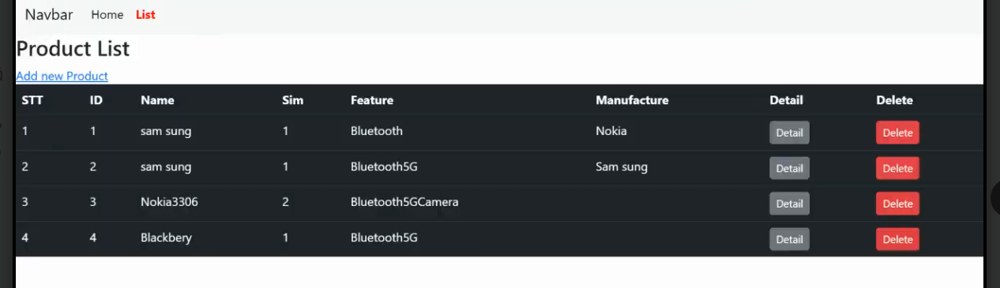 Navbar Home List
Product List
Add new Product
STT ID Name Sim Feature Manufacture Detail Delete
1 1 sam sung 1 Bluetooth Nokia Detail Delete
2 2 sam sung 1 Bluetooth5G Sam sung Detail Delete
3 3 Nokia3306 2 Bluetooth5GCamera Detail Delete
4 4 Blackbery 1 Bluetooth5G Detail Delete